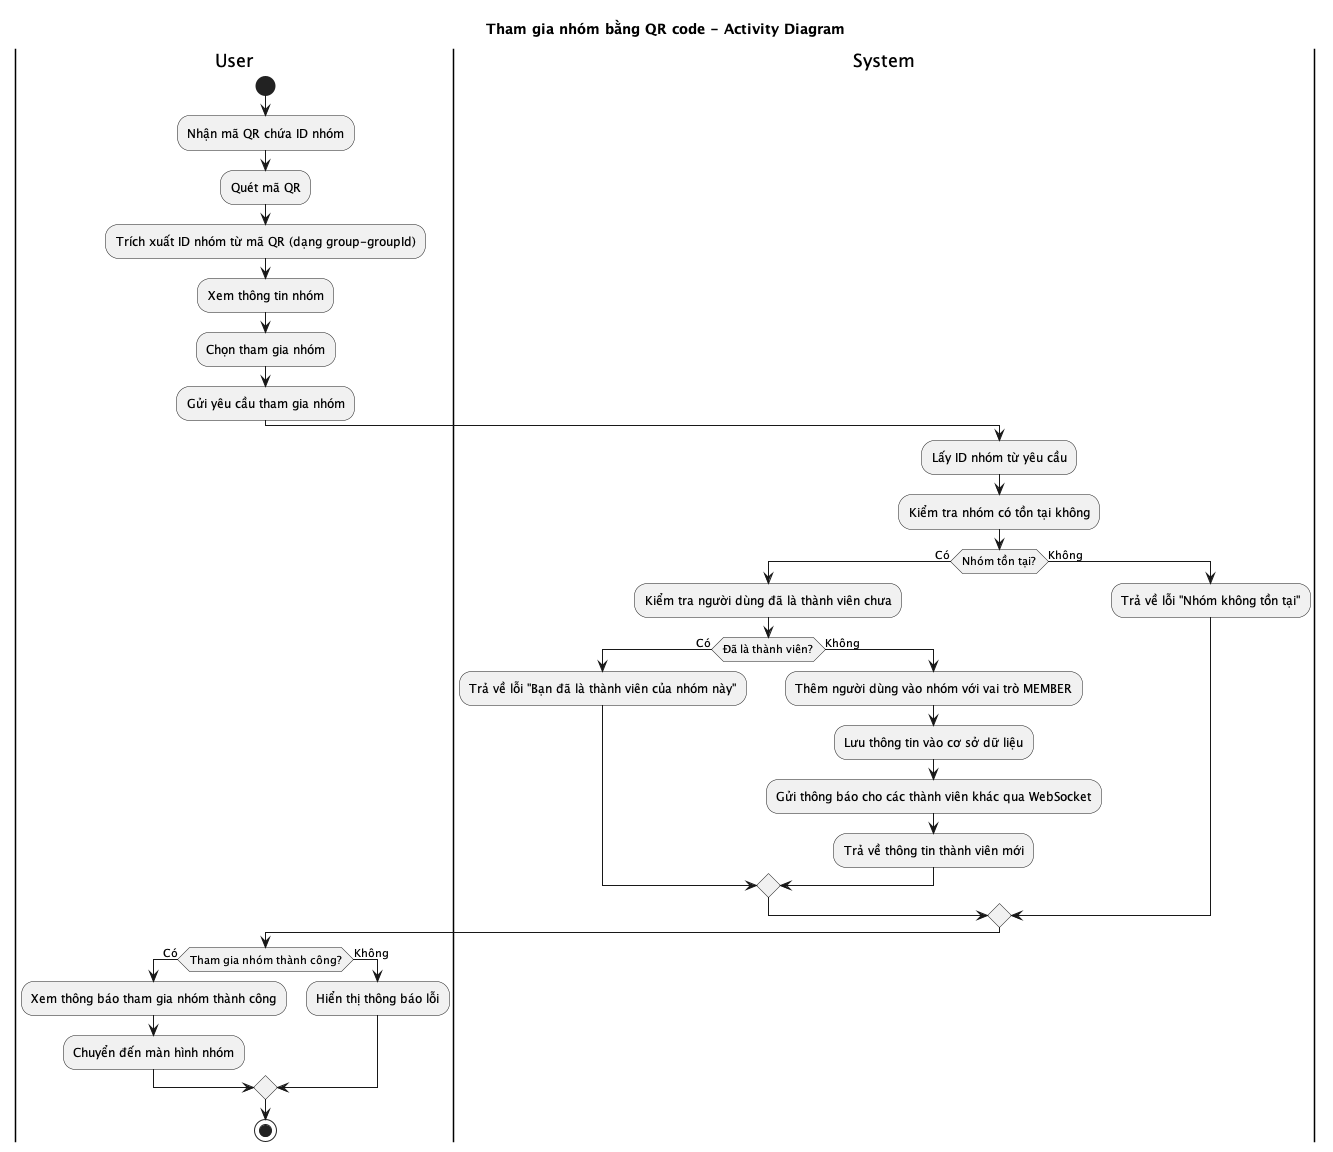 Tham gia nhóm bằng QR code - Activity Diagram
User
System
Nhận mã QR chứa ID nhóm
Quét mã QR
Trích xuất ID nhóm từ mã QR (dạng group-groupId)
Xem thông tin nhóm
Chọn tham gia nhóm
Gửi yêu cầu tham gia nhóm
Lấy ID nhóm từ yêu cầu
Kiểm tra nhóm có tồn tại không
Có
Nhóm tồn tại?
Không
Kiểm tra người dùng đã là thành viên chưa
Trả về lỗi "Nhóm không tồn tại"
Có
Đã là thành viên?
Không
Trả về lỗi "Bạn đã là thành viên của nhóm này"
Thêm người dùng vào nhóm với vai trò MEMBER
Lưu thông tin vào cơ sở dữ liệu
Gửi thông báo cho các thành viên khác qua WebSocket
Trả về thông tin thành viên mới
Có
Tham gia nhóm thành công?
Không
Xem thông báo tham gia nhóm thành công
Hiển thị thông báo lỗi
Chuyển đến màn hình nhóm